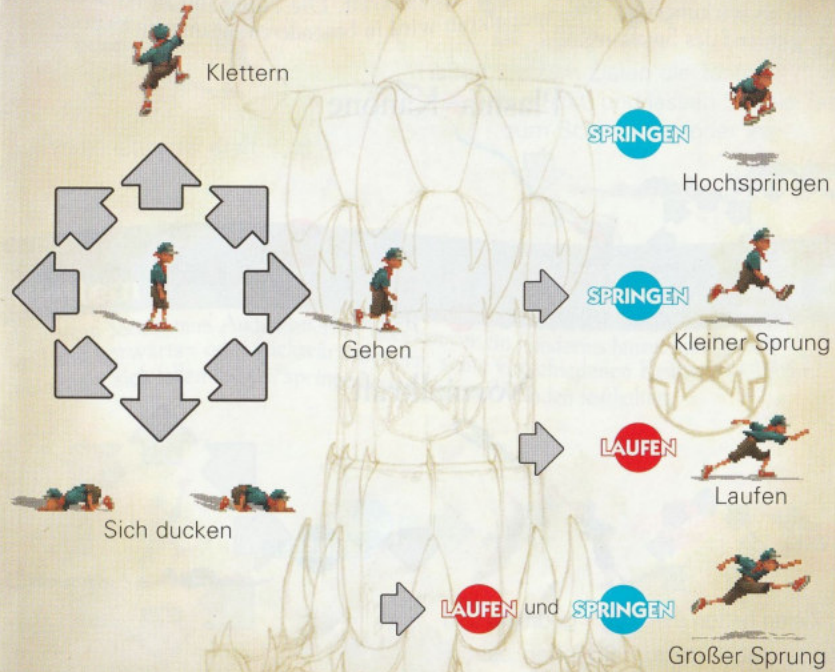 Klettern
SPRINGEN
Hochspringen
SPRINGEN
Kleiner Sprung
Gehen
LAUFEN
Laufen
Sich ducken
LAUFEN und SPRINGEN
Großer Sprung